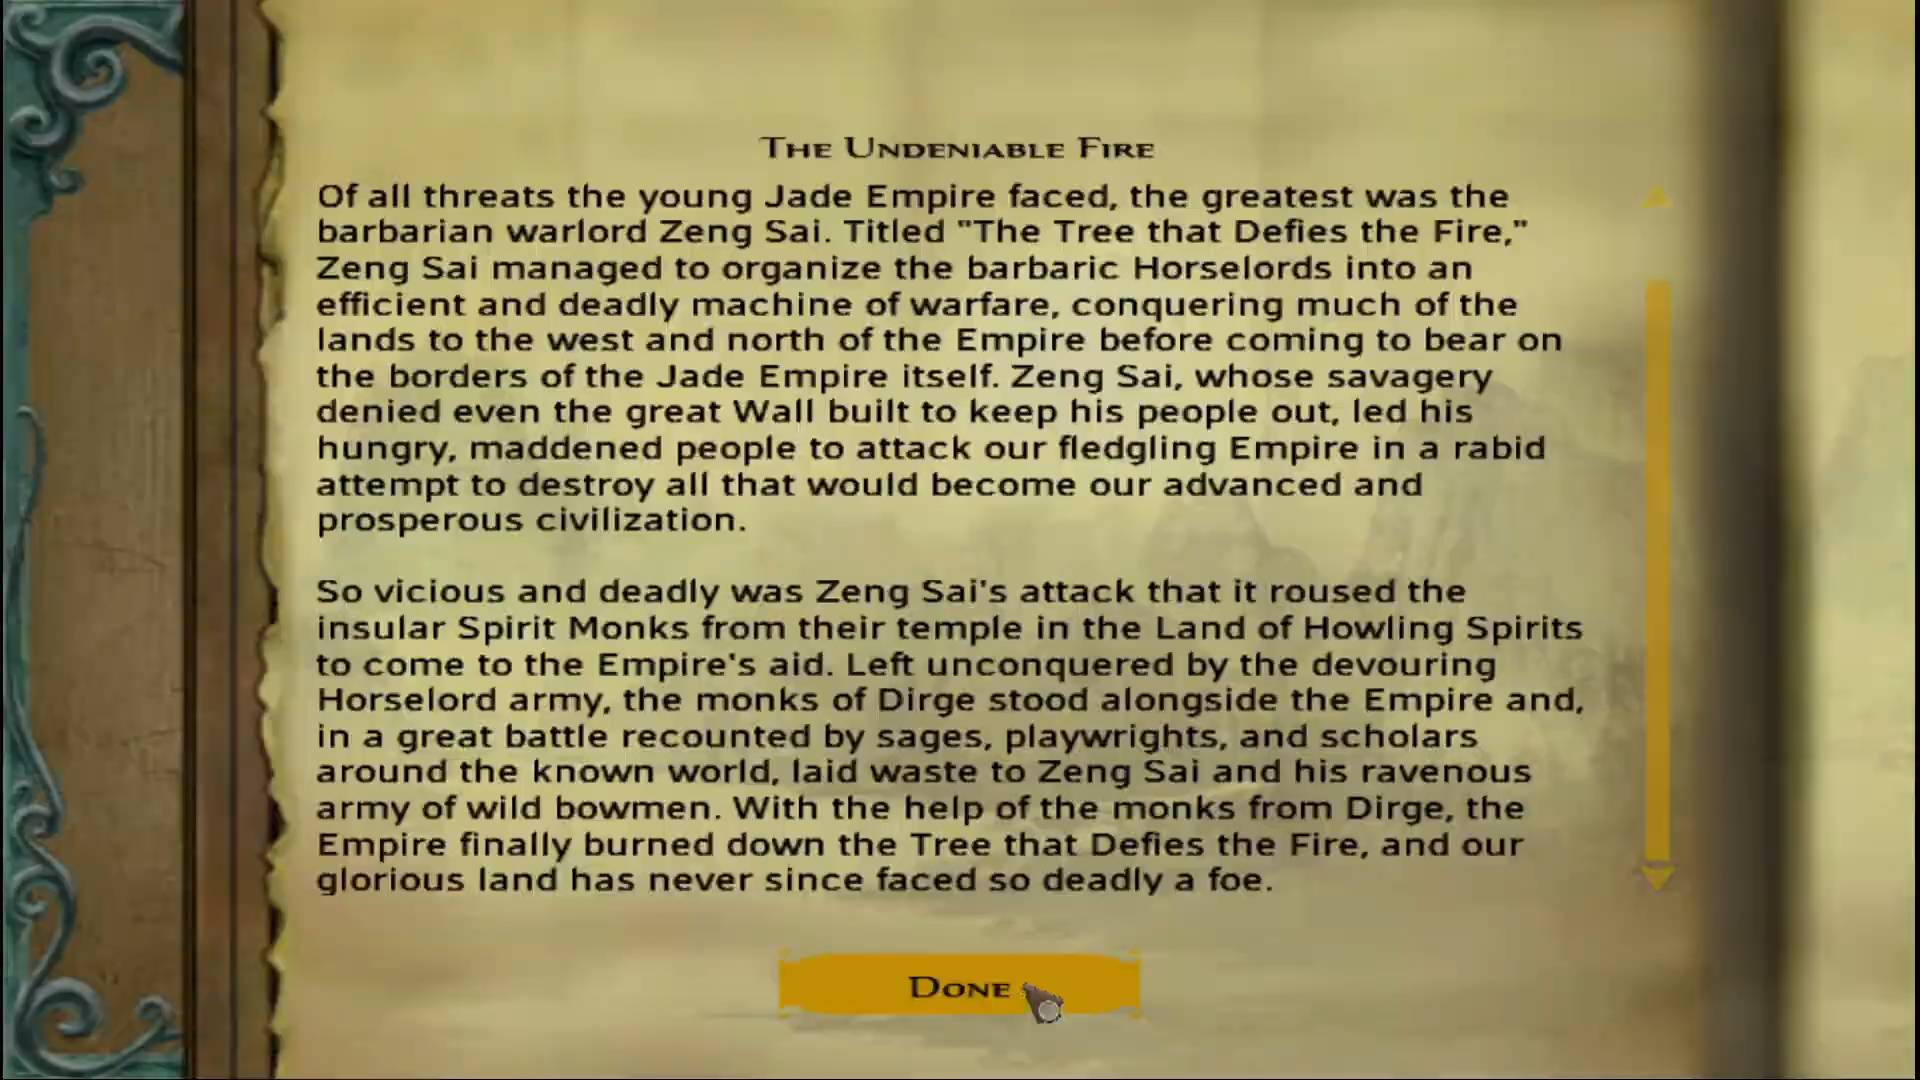 The Undeniable Fire
Of all threats the young Jade Empire faced, the greatest was the
barbarian warlord Zeng Sai. Titled "The Tree that Defies the Fire,"
Zeng Sai managed to organize the barbaric Horselords into an
efficient and deadly machine of warfare, conquering much of the
lands to the west and north of the Empire before coming to bear on
the borders of the Jade Empire itself. Zeng Sai, whose savagery
denied even the great Wall built to keep his people out, led his
hungry, maddened people to attack our fledgling Empire in a rabid
attempt to destroy all that would become our advanced and
prosperous civilization.
So vicious and deadly was Zeng Sai's attack that it roused the
insular Spirit Monks from their temple in the Land of Howling Spirits
to come to the Empire's aid. Left unconquered by the devouring
Horselord army, the monks of Dirge stood alongside the Empire and,
in a great battle recounted by sages, playwrights, and scholars
around the known world, laid waste to Zeng Sai and his ravenous
army of wild bowmen. With the help of the monks from Dirge, the
Empire finally burned down the Tree that Defies the Fire, and our
glorious land has never since faced so deadly a foe.
Done